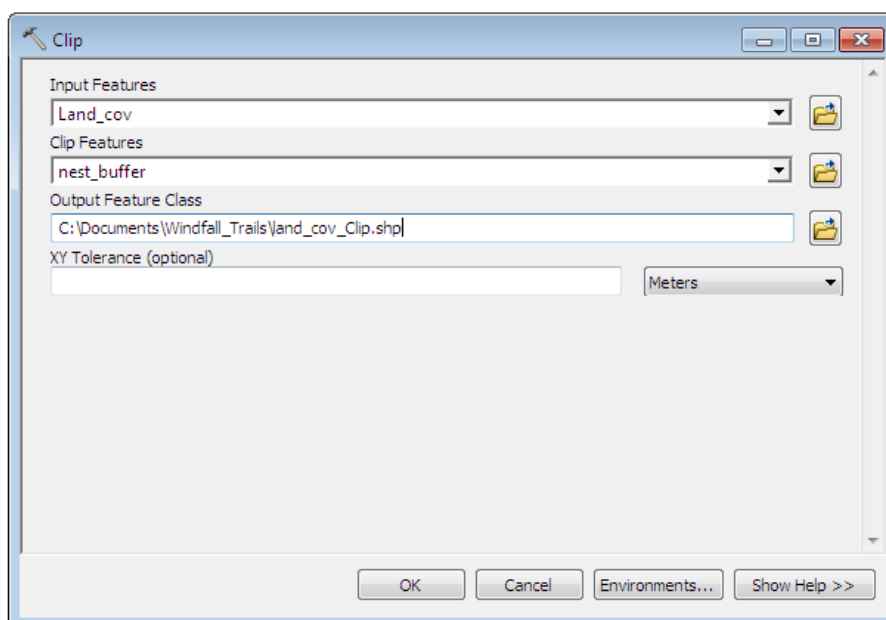 Clip
Input Features
Land_cov
Clip Features
nest_buffer
Output Feature Class
C:\Documents\Windfall_Trails\land_cov_Clip.shp
XY Tolerance (optional)
Meters
OK Cancel Environments... Show Help >>